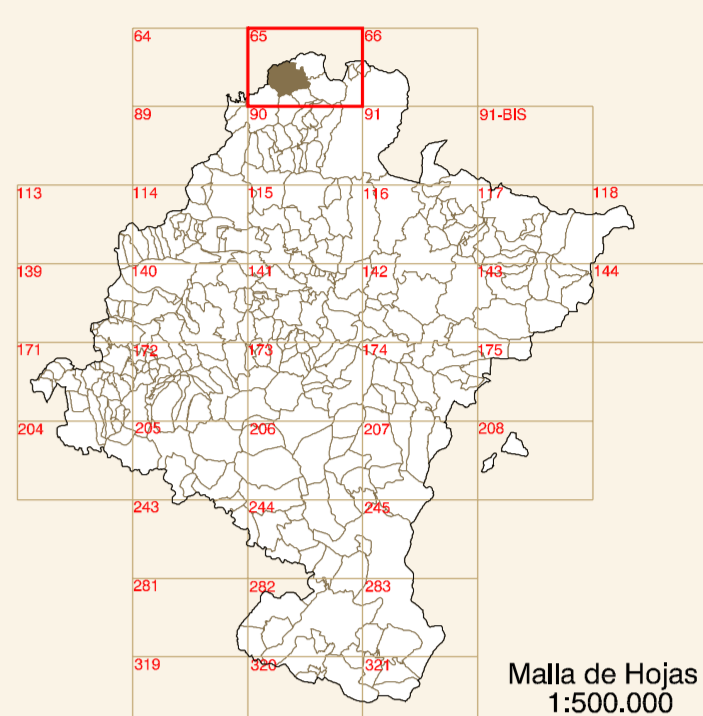 64 65 66
89 90 91 91-BIS
113 114 115 116 117 118
139 140 141 142 143 144
171 172 173 174 175
204 205 206 207 208
243 244 245
281 282 283
319 320 321
Malla de Hojas
1:500.000